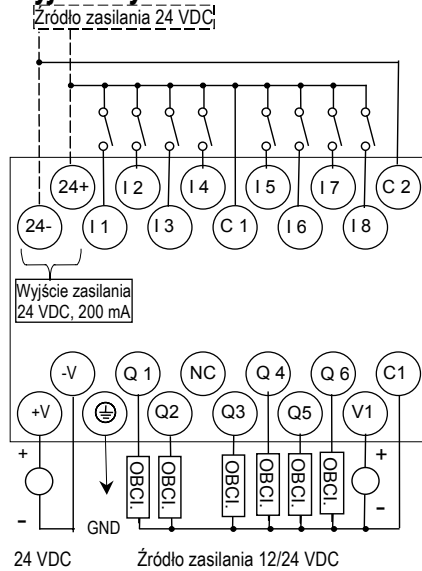 Źródło zasilania 24 VDC
24+
I 2
I 4
I 5
I 7
C 2
24-
I 1
I 3
C 1
I 6
I 8
Wyjście zasilania
24 VDC, 200 mA
-V
Q 1
NC
Q 4
Q 6
C1
+V
Q2
Q3
Q5
V1
+
+
OBCI.
OBCI.
OBCI.
OBCI.
OBCI.
OBCI.
-
-
GND
24 VDC
Źródło zasilania 12/24 VDC